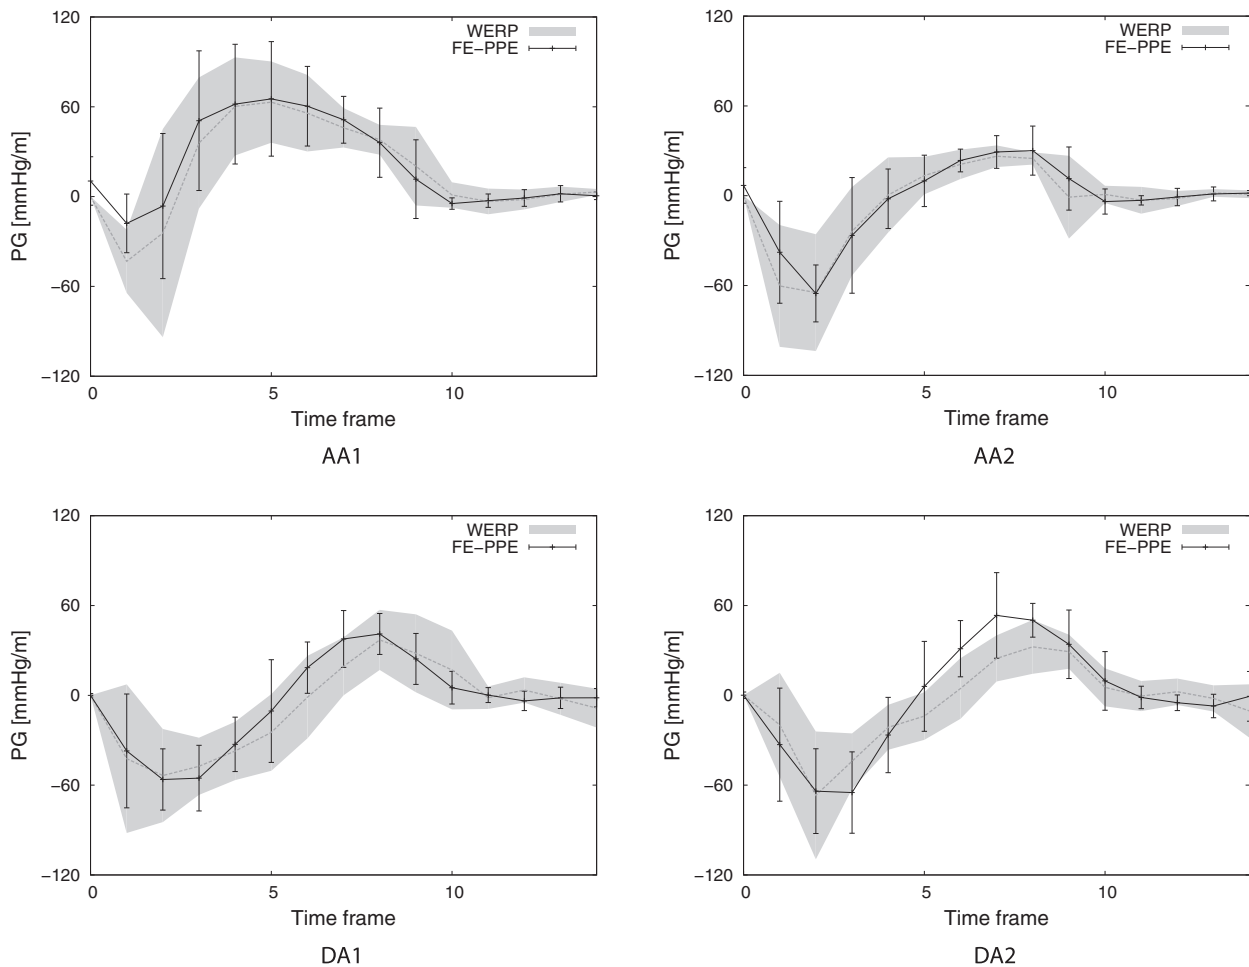 120
60
0
−60
−120
PG [mmHg/m]
WERP
FE−PPE
0
5
10
Time frame
AA1
120
60
0
−60
−120
PG [mmHg/m]
WERP
FE−PPE
0
5
10
Time frame
AA2
120
60
0
−60
−120
PG [mmHg/m]
WERP
FE−PPE
0
5
10
Time frame
DA1
120
60
0
−60
−120
PG [mmHg/m]
WERP
FE−PPE
0
5
10
Time frame
DA2